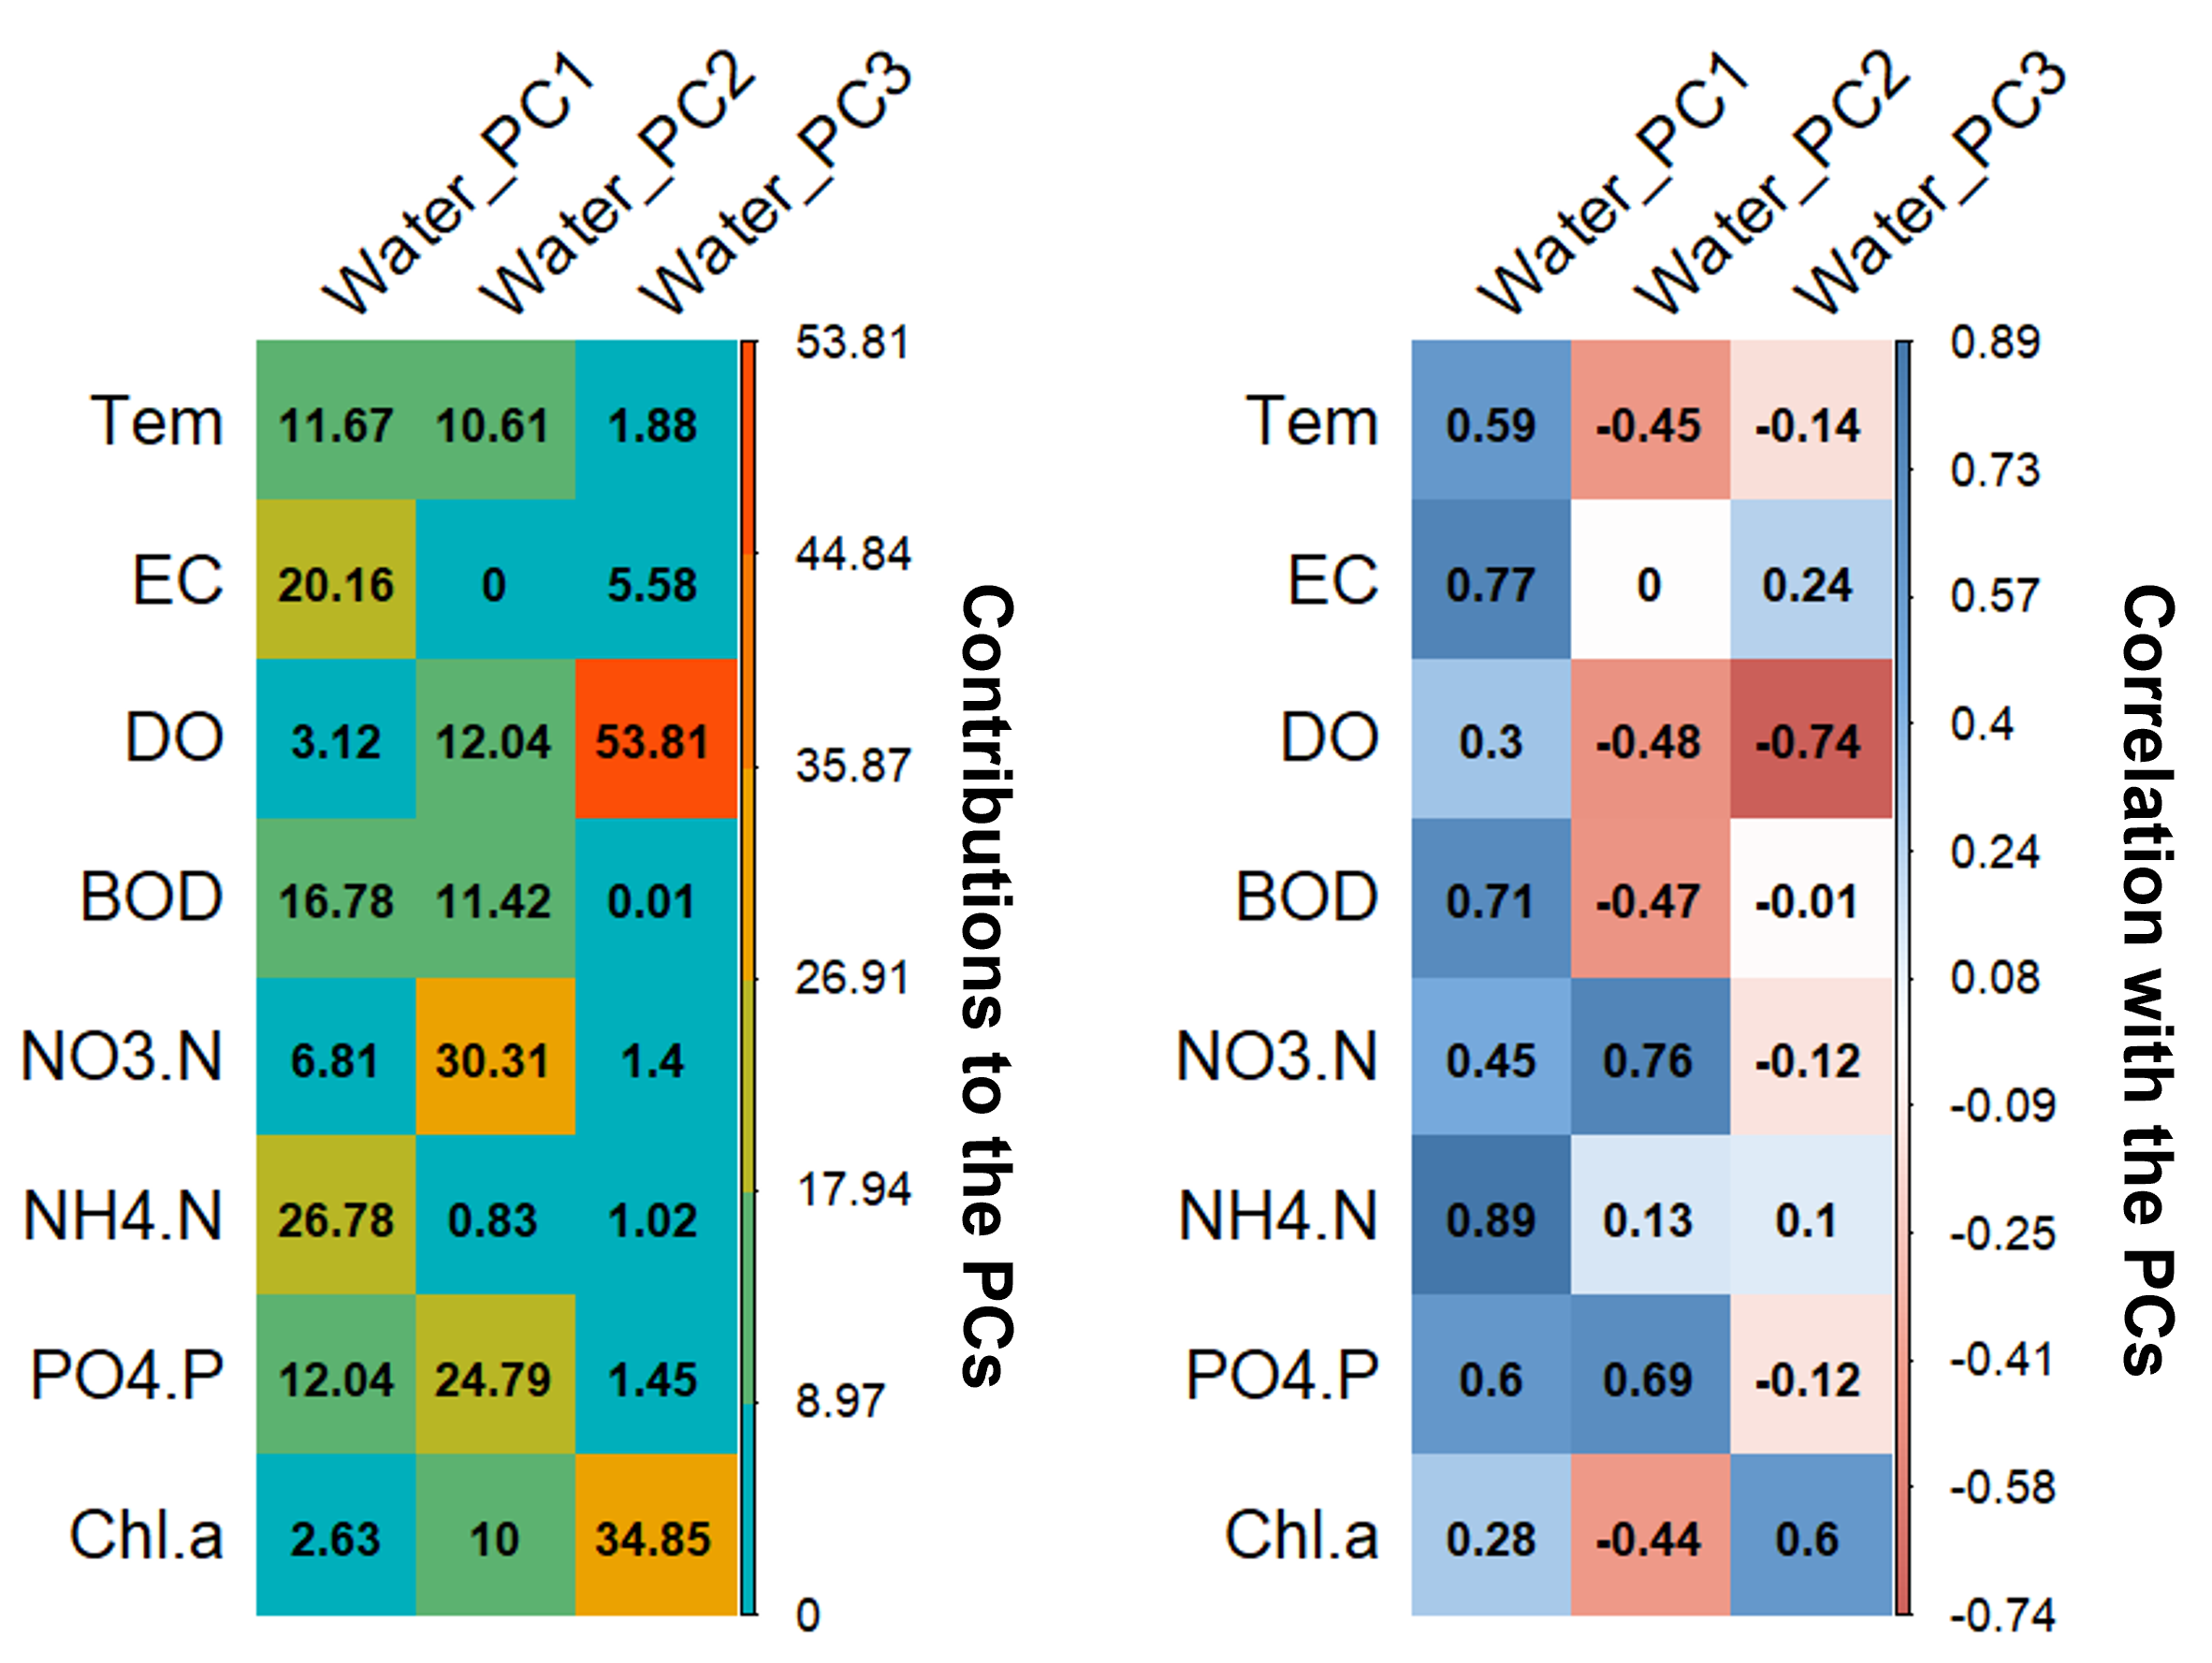 Water_PC1 Water_PC2 Water_PC3
Tem 11.67 10.61 1.88
EC 20.16 0 5.58
DO 3.12 12.04 53.81
BOD 16.78 11.42 0.01
NO3.N 6.81 30.31 1.4
NH4.N 26.78 0.83 1.02
PO4.P 12.04 24.79 1.45
Chl.a 2.63 10 34.85
53.81
44.84
35.87
26.91
17.94
8.97
0
Contributions to the PCs
Water_PC1 Water_PC2 Water_PC3
Tem 0.59 -0.45 -0.14
EC 0.77 0 0.24
DO 0.3 -0.48 -0.74
BOD 0.71 -0.47 -0.01
NO3.N 0.45 0.76 -0.12
NH4.N 0.89 0.13 0.1
PO4.P 0.6 0.69 -0.12
Chl.a 0.28 -0.44 0.6
0.89
0.73
0.57
0.4
0.24
0.08
-0.09
-0.25
-0.41
-0.58
-0.74
Correlation with the PCs